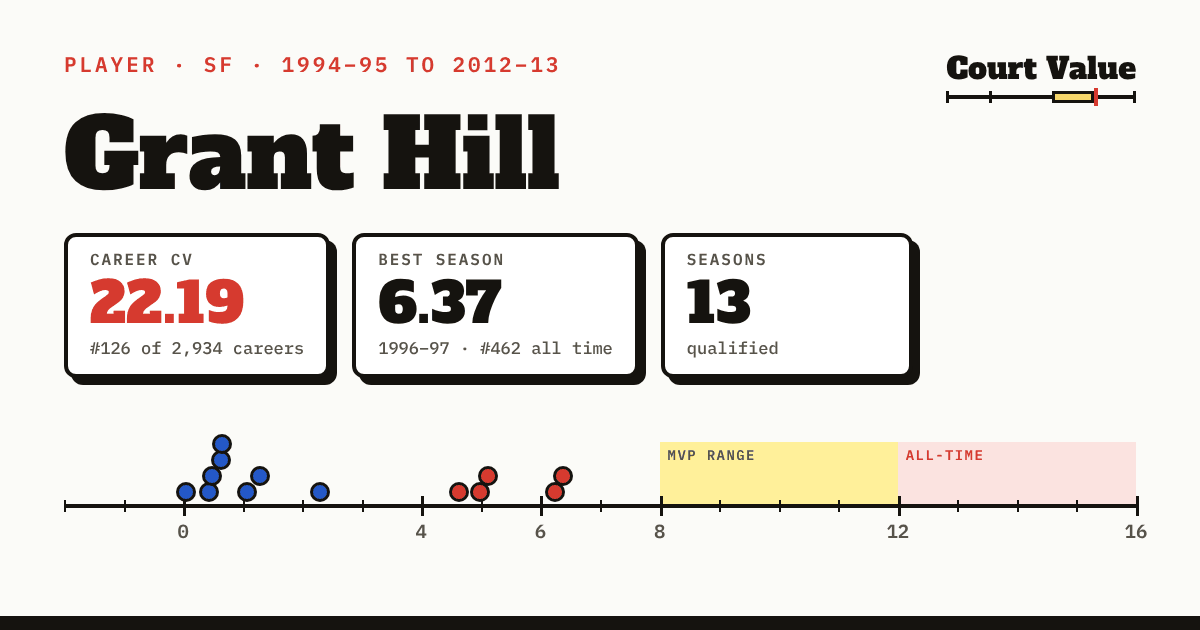 PLAYER · SF · 1994–95 TO 2012–13
Court Value
Grant Hill
CAREER CV
22.19
#126 of 2,934 careers
BEST SEASON
6.37
1996–97 · #462 all time
SEASONS
13
qualified
MVP RANGE
ALL-TIME
0 4 6 8 12 16